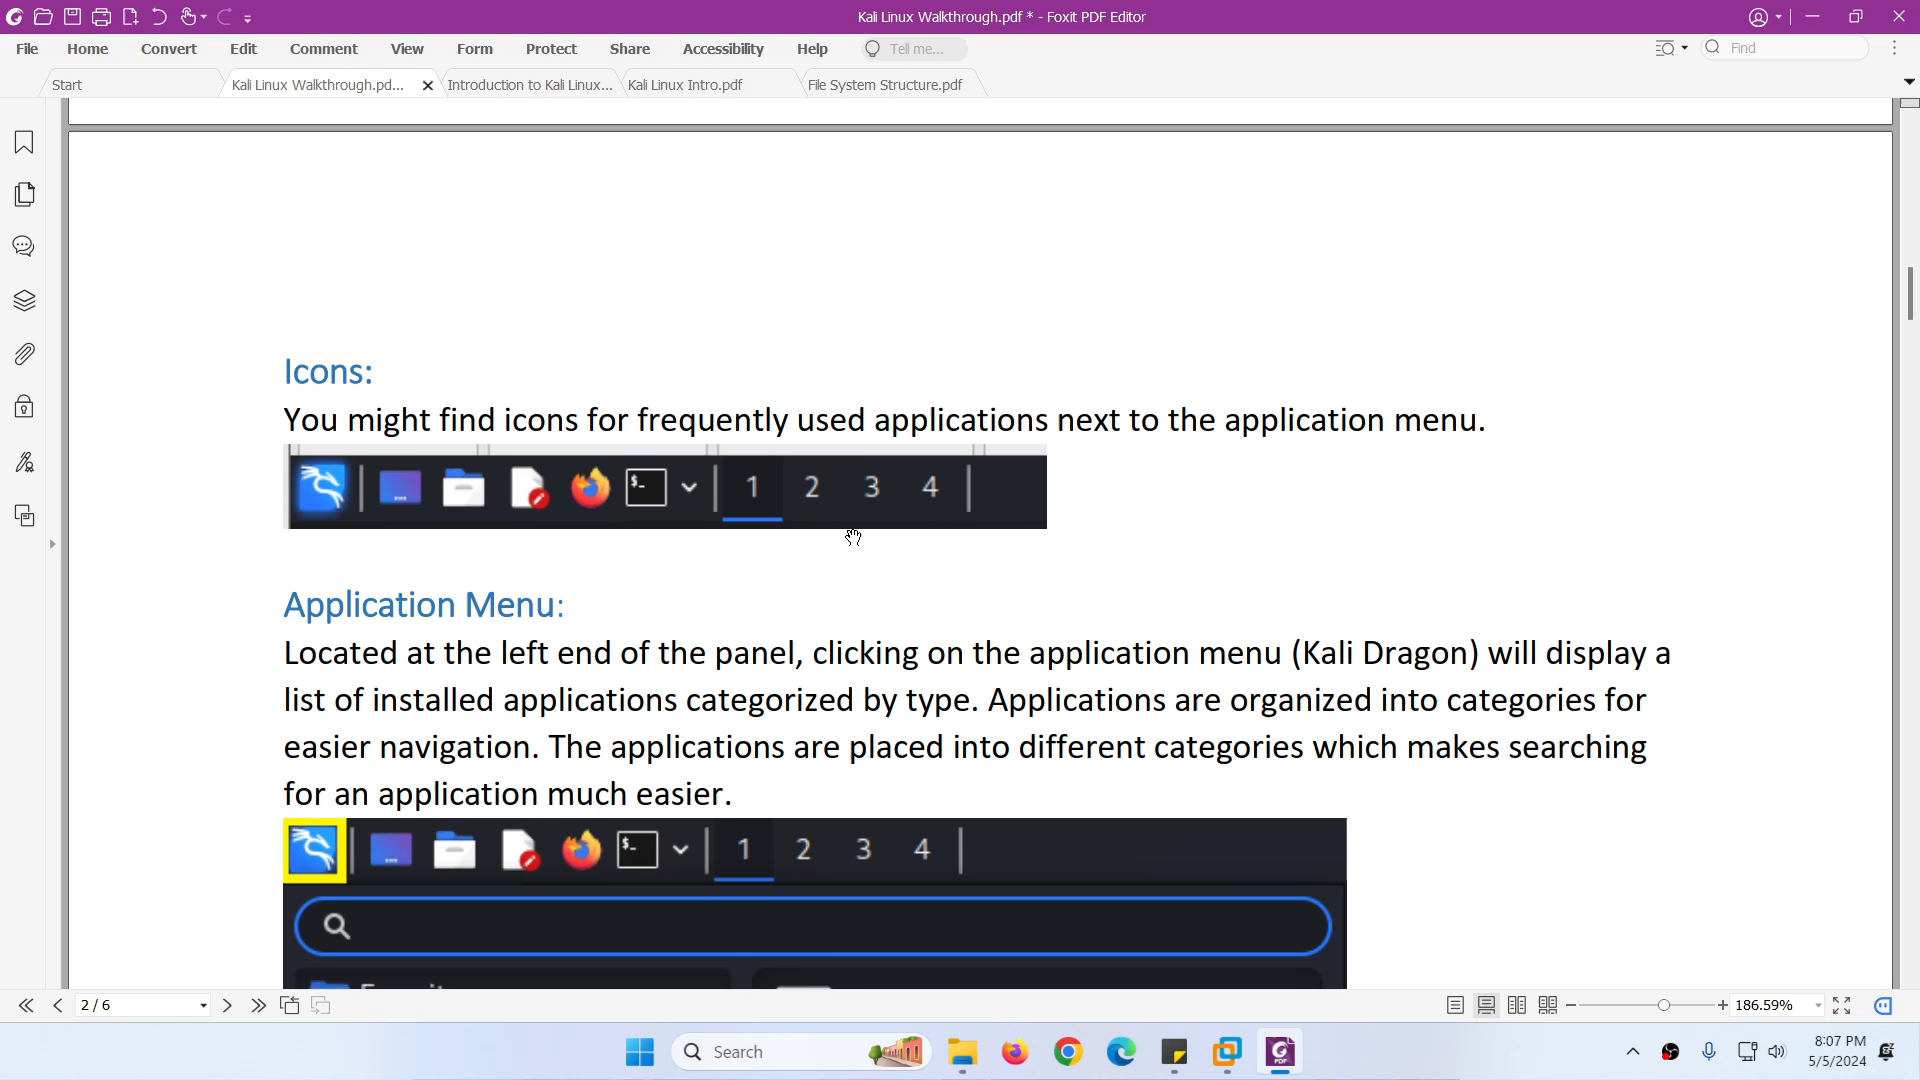 Kali Linux Walkthrough.pdf * - Foxit PDF Editor
File Home Convert Edit Comment View Form Protect Share Accessibility Help Tell me... Find
Start Kali Linux Walkthrough.pd... Introduction to Kali Linux... Kali Linux Intro.pdf File System Structure.pdf
Icons:
You might find icons for frequently used applications next to the application menu.
$- 1 2 3 4
Application Menu:
Located at the left end of the panel, clicking on the application menu (Kali Dragon) will display a
list of installed applications categorized by type. Applications are organized into categories for
easier navigation. The applications are placed into different categories which makes searching
for an application much easier.
$- 1 2 3 4
2 / 6 186.59%
Search PDF 8:07 PM
5/5/2024